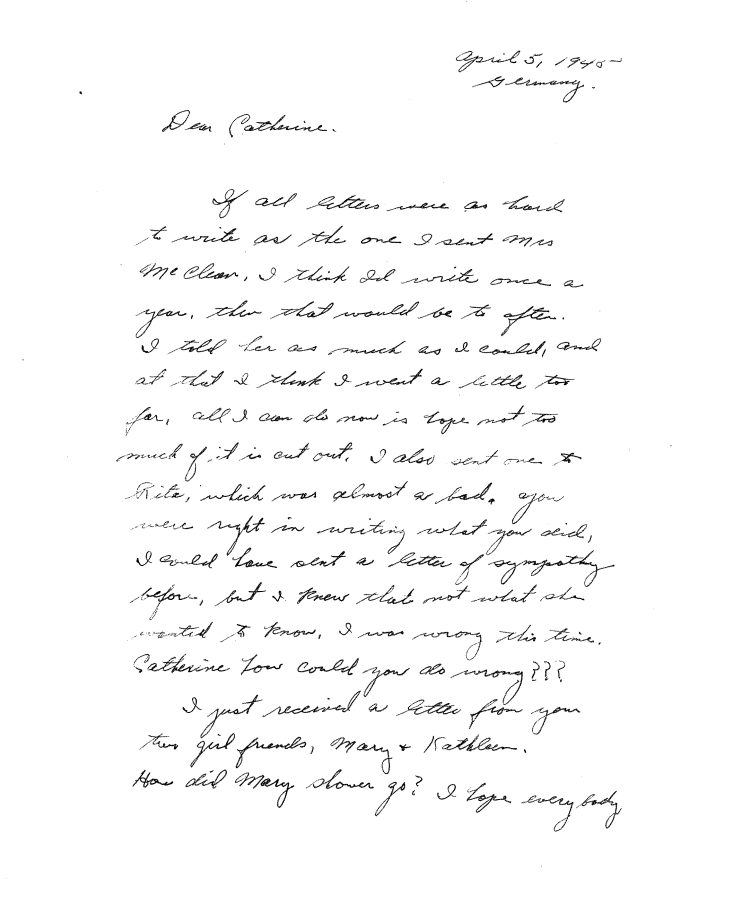 April 5, 1945
Germany.
Dear Catherine.
If all letters were as hard
to write as the one I sent Mrs
McClean, I think Id write once a
year, then that would be to often.
I told her as much as I could, and
at that I think I went a little too
far, all I can do now is hope not too
much of it is cut out. I also sent one to
Rita, which was almost as bad. You
were right in writing what you did,
I could have sent a letter of sympathy
before, but I knew that not what she
wanted to know, I was wrong this time.
Catherine how could you do wrong???
I just received a letter from your
two girl friends, Mary + Kathleen.
How did Mary shower go? I hope everybody